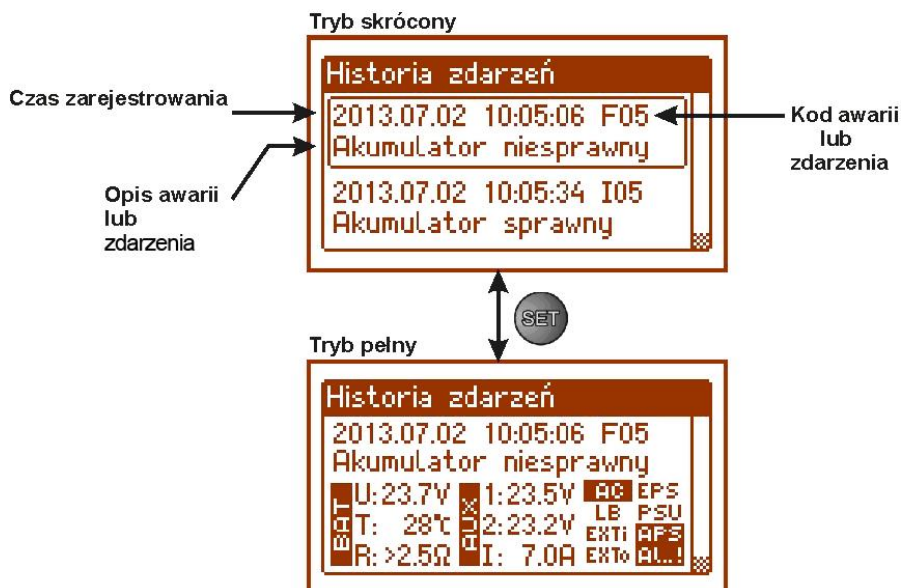 Tryb skrócony
Historia zdarzeń
Czas zarejestrowania
2013.07.02 10:05:06 F05
Akumulator niesprawny
Kod awarii
lub
zdarzenia
Opis awarii
lub
zdarzenia
2013.07.02 10:05:34 I05
Akumulator sprawny
SET
Tryb pełny
Historia zdarzeń
2013.07.02 10:05:06 F05
Akumulator niesprawny
BAT U:23.7V AUX 1:23.5V AC EPS
LB PSU
T: 28℃ 2:23.2V EXTi APS
R: >2.5Ω I: 7.0A EXTo AL..!